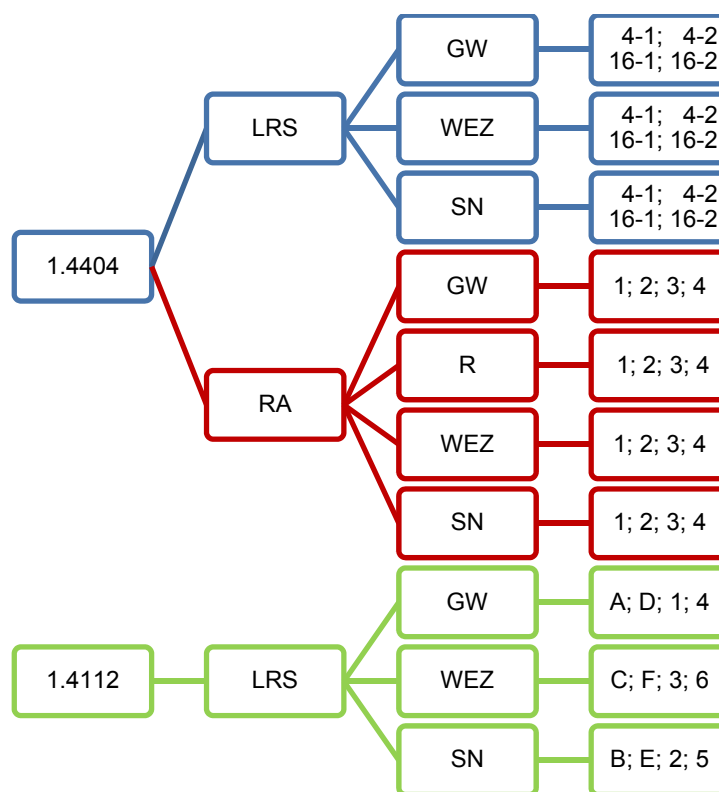 GW
4-1; 4-2
16-1; 16-2
LRS
WEZ
4-1; 4-2
16-1; 16-2
SN
4-1; 4-2
16-1; 16-2
1.4404
GW
1; 2; 3; 4
R
1; 2; 3; 4
RA
WEZ
1; 2; 3; 4
SN
1; 2; 3; 4
GW
A; D; 1; 4
1.4112
LRS
WEZ
C; F; 3; 6
SN
B; E; 2; 5